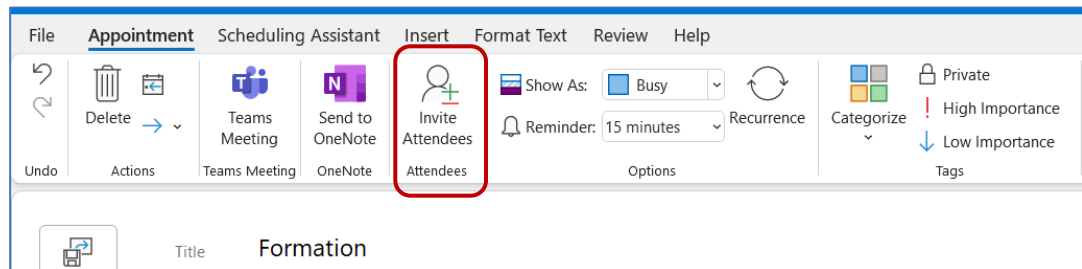 File Appointment Scheduling Assistant Insert Format Text Review Help
Delete
Teams
Meeting
Send to
OneNote
Invite
Attendees
Show As: Busy
Reminder: 15 minutes
Recurrence
Categorize
Private
High Importance
Low Importance
Undo Actions Teams Meeting OneNote Attendees Options Tags
Title Formation